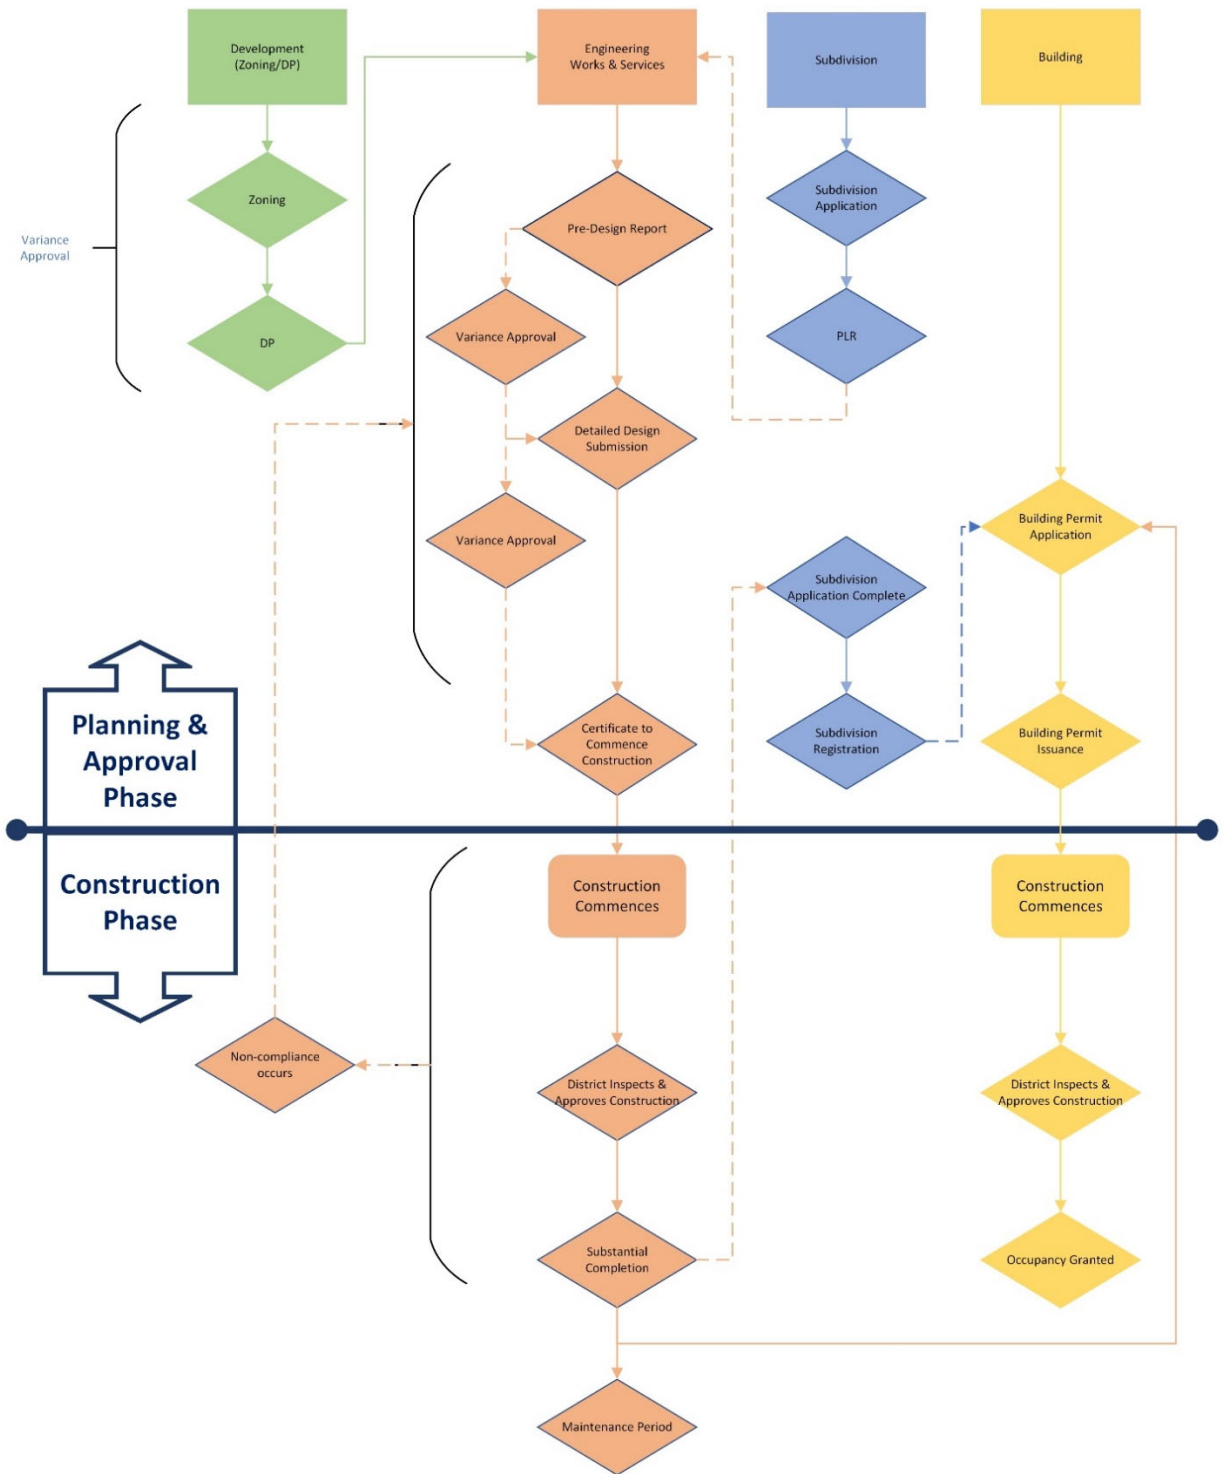 Development
(Zoning/DP)
Engineering
Works & Services
Subdivision
Building
Zoning
Subdivision
Application
Pre-Design Report
Variance
Approval
DP
Variance Approval
PLR
Detailed Design
Submission
Variance Approval
Building Permit
Application
Subdivision
Application Complete
Planning &
Approval
Phase
Certificate to
Commence
Construction
Subdivision
Registration
Building Permit
Issuance
Construction
Phase
Construction
Commences
Construction
Commences
Non-compliance
occurs
District Inspects &
Approves Construction
District Inspects &
Approves Construction
Substantial
Completion
Occupancy Granted
Maintenance Period